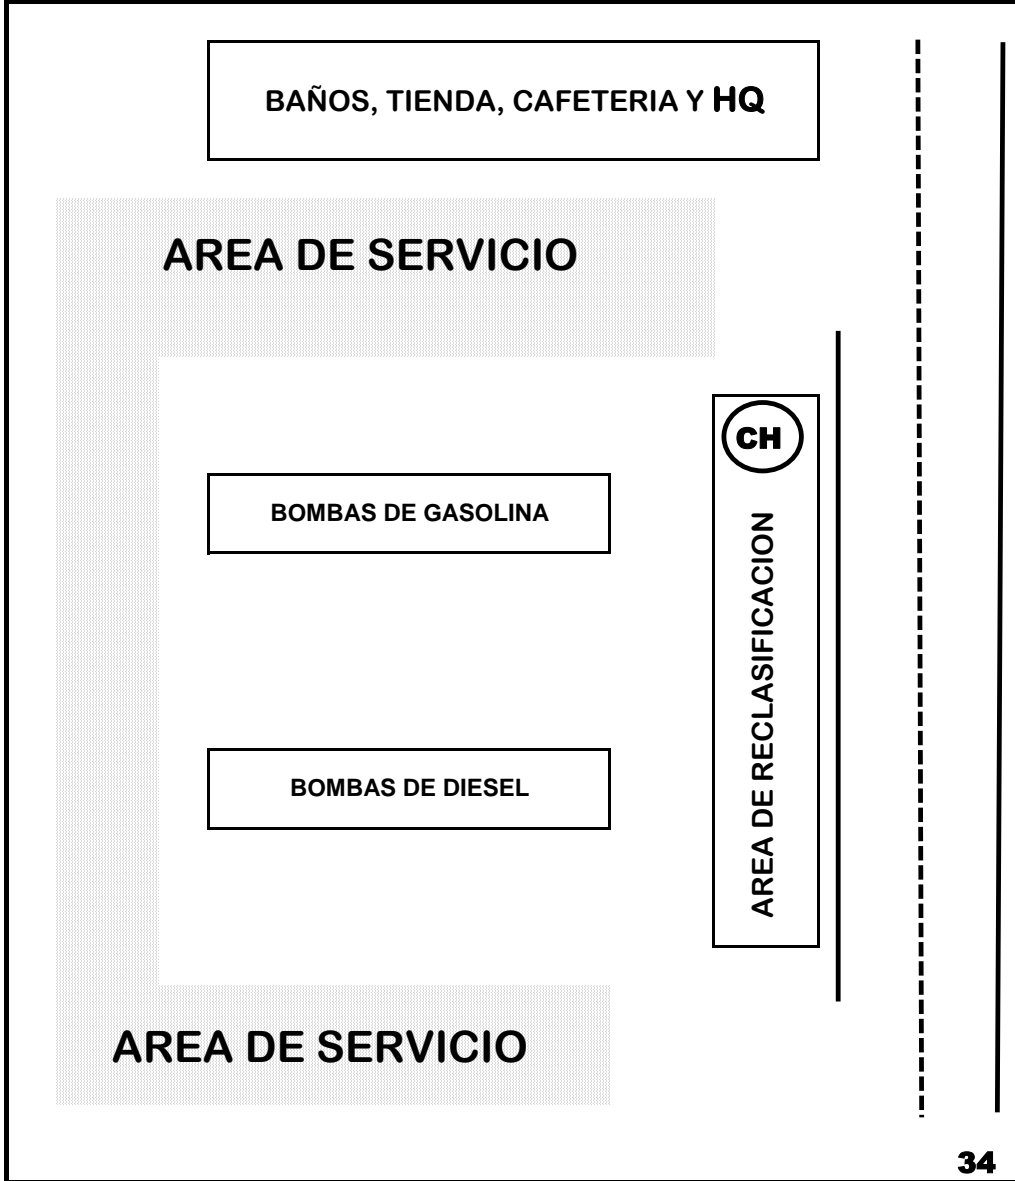 BAÑOS, TIENDA, CAFETERIA Y HQ
AREA DE SERVICIO
CH
BOMBAS DE GASOLINA
AREA DE RECLASIFICACION
BOMBAS DE DIESEL
AREA DE SERVICIO
34